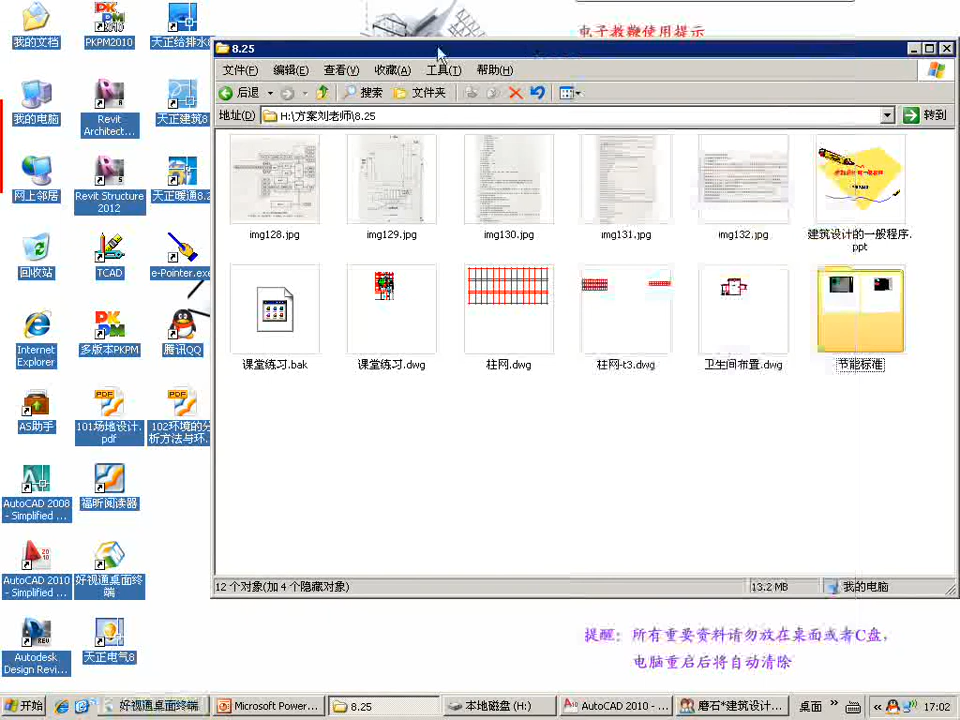 我的文档
PKPM2010
天正给排水8
我的电脑
Revit
Architect...
天正建筑8
网上邻居
Revit Structure
2012
天正暖通8.2
回收站
TCAD
e-Pointer.exe
Internet
Explorer
多版本PKPM
腾讯QQ
AS助手
101场地设计.
pdf
102环境的分
析方法与环.
AutoCAD 2008
- Simplified ...
福昕阅读器
AutoCAD 2010
- Simplified ...
好视通桌面终
端
Autodesk
Design Revi...
天正电气8
电子教鞭使用提示
8.25
文件(F) 编辑(E) 查看(V) 收藏(A) 工具(T) 帮助(H)
后退 搜索 文件夹
地址(D) H:\方案刘老师\8.25 转到
img128.jpg
img129.jpg
img130.jpg
img131.jpg
img132.jpg
建筑设计的一般程序.
ppt
课堂练习.bak
课堂练习.dwg
柱网.dwg
柱网-t3.dwg
卫生间布置.dwg
节能标准
12 个对象(加 4 个隐藏对象) 13.2 MB 我的电脑
提醒：所有重要资料请勿放在桌面或者C盘，
电脑重启后将自动清除
开始 好视通桌面终端 Microsoft Power... 8.25 本地磁盘 (H:) AutoCAD 2010 - ... 磨石*建筑设计... 桌面 » « 17:02